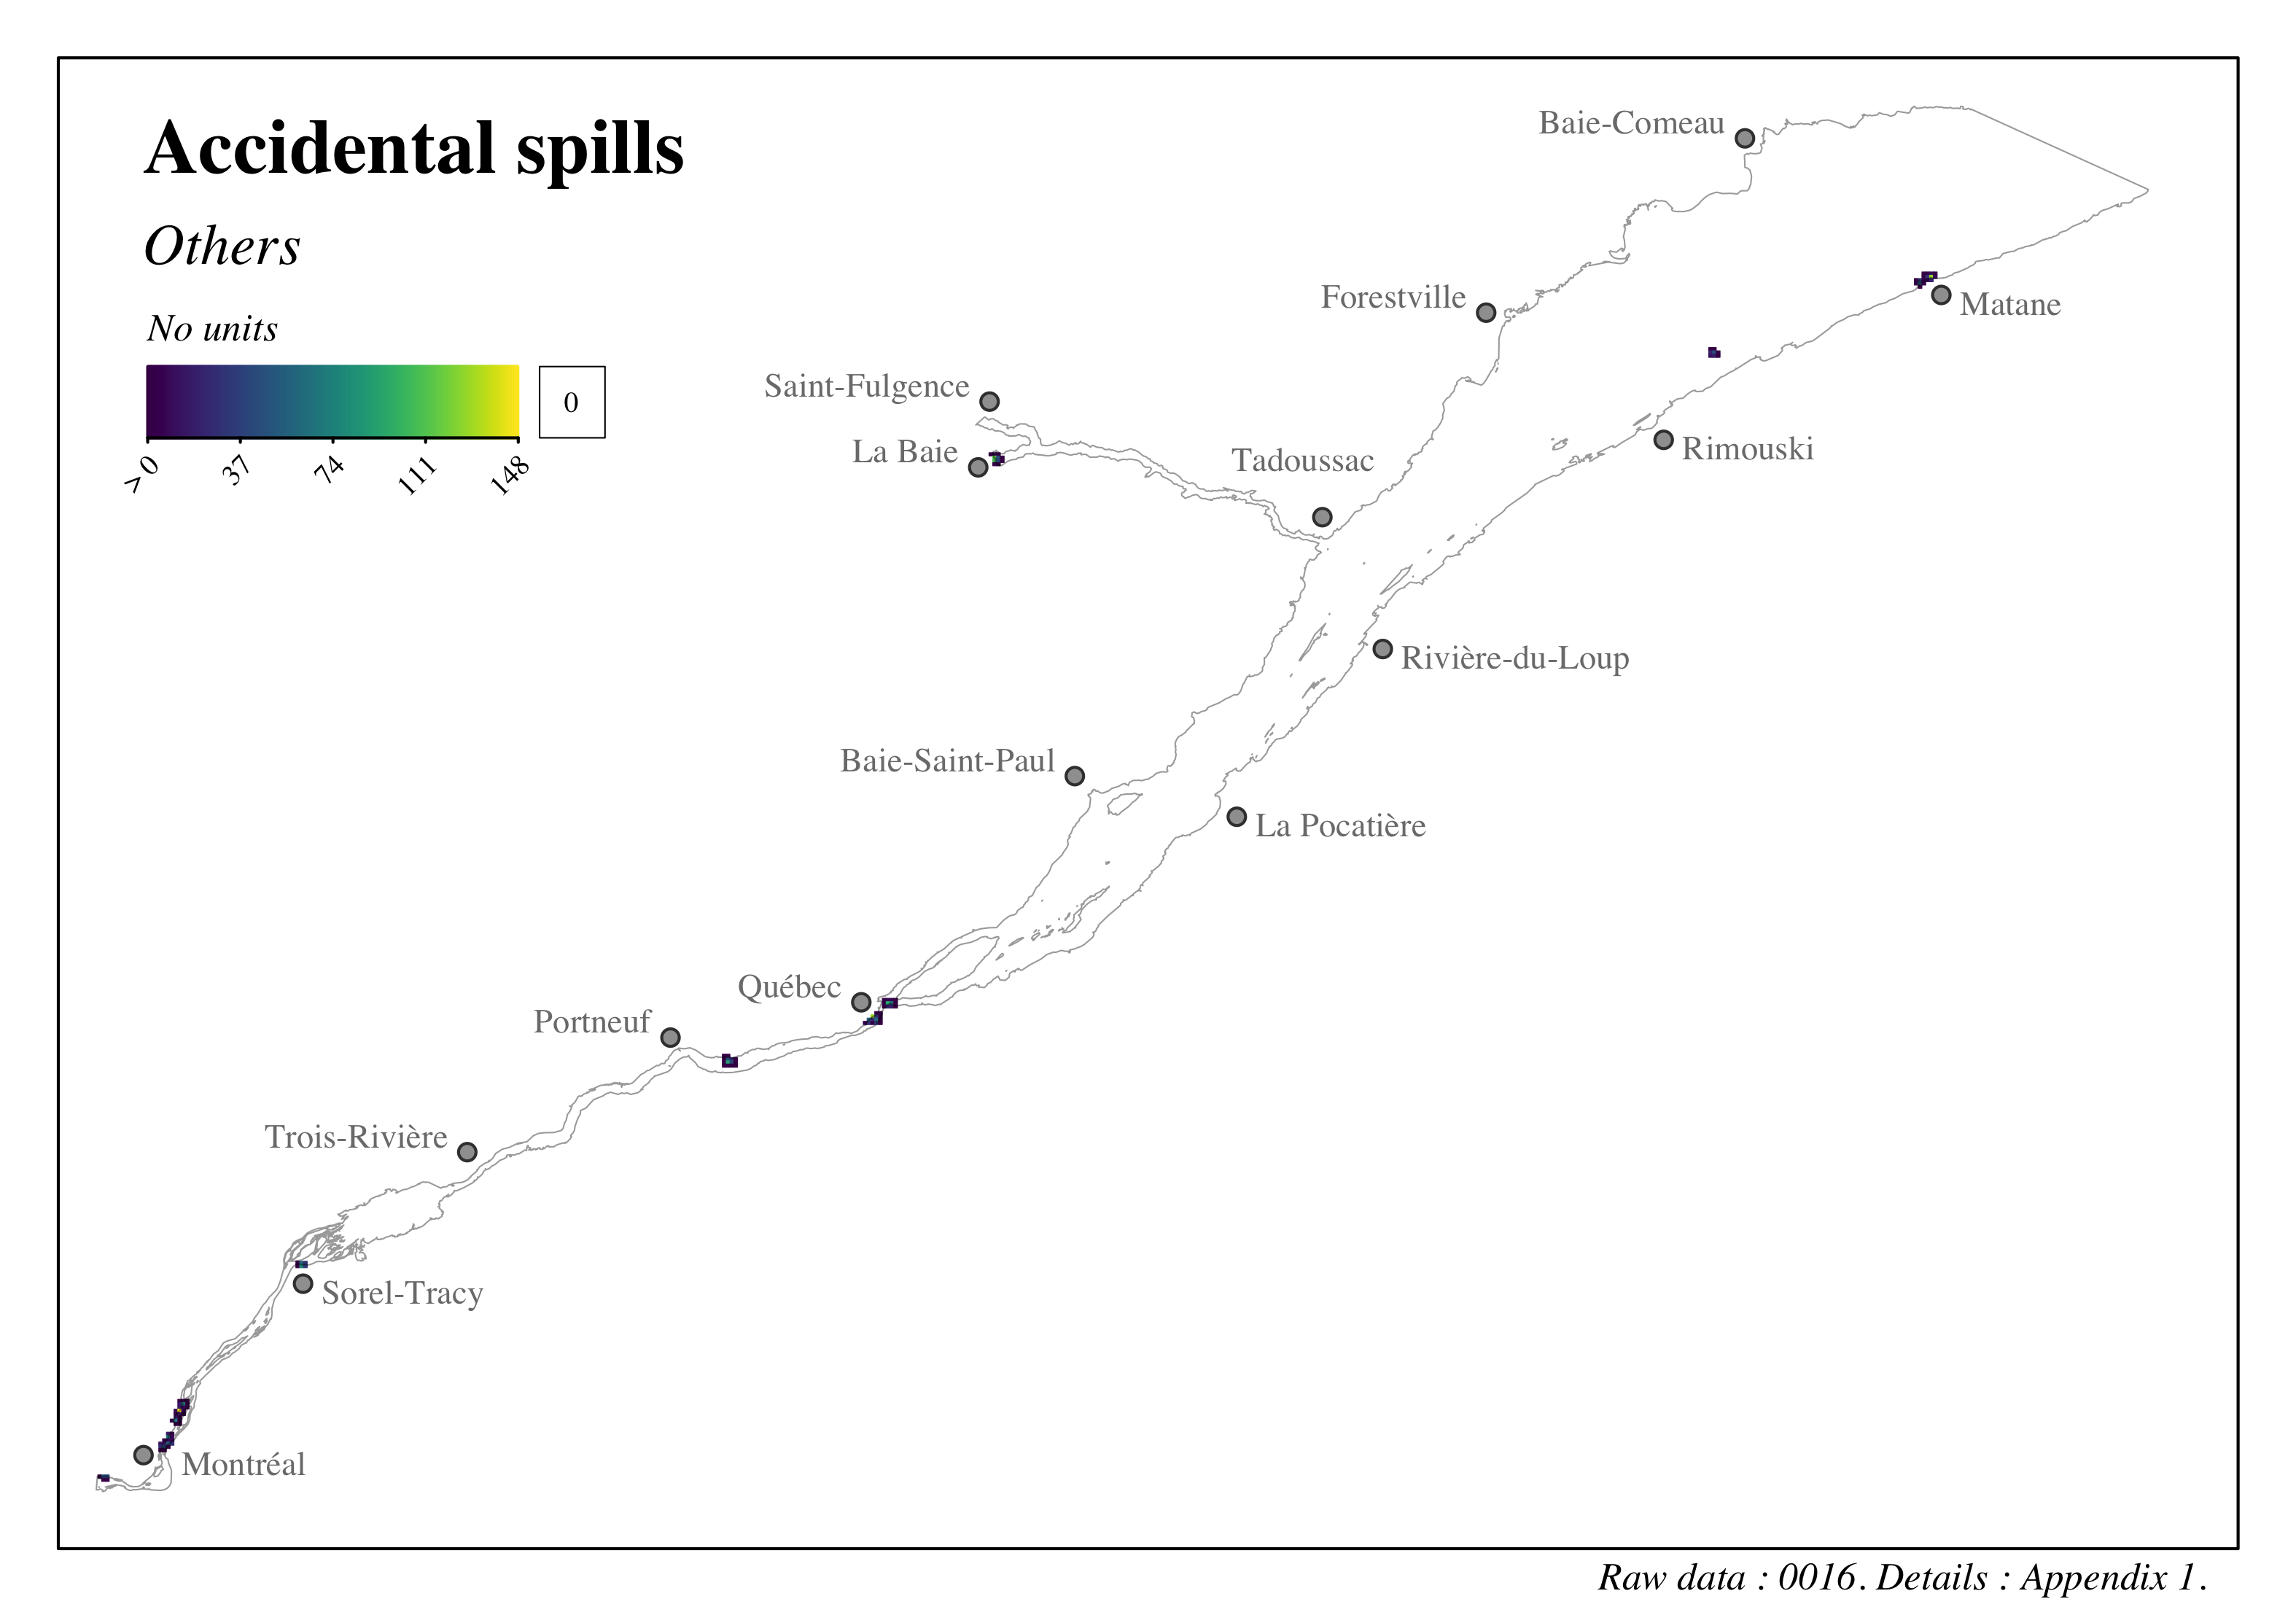 Accidental spills
Others
No units
> 0
37
74
111
148
0
Baie-Comeau
Forestville
Matane
Saint-Fulgence
La Baie
Tadoussac
Rimouski
Rivière-du-Loup
Baie-Saint-Paul
La Pocatière
Québec
Portneuf
Trois-Rivière
Sorel-Tracy
Montréal
Raw data : 0016. Details : Appendix 1.